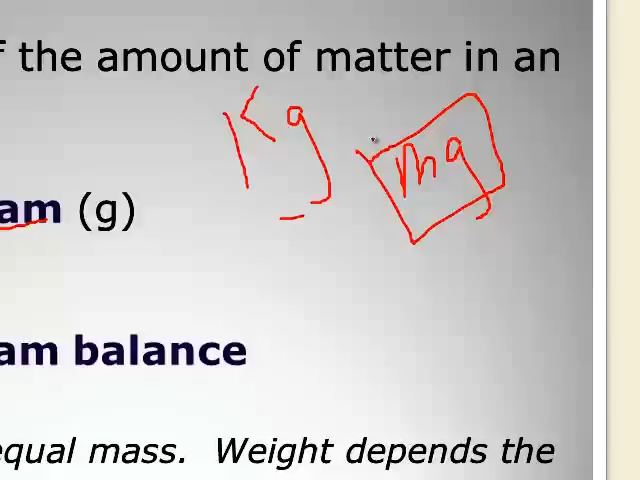 f the amount of matter in an
Kg mg
am (g)
am balance
equal mass. Weight depends the